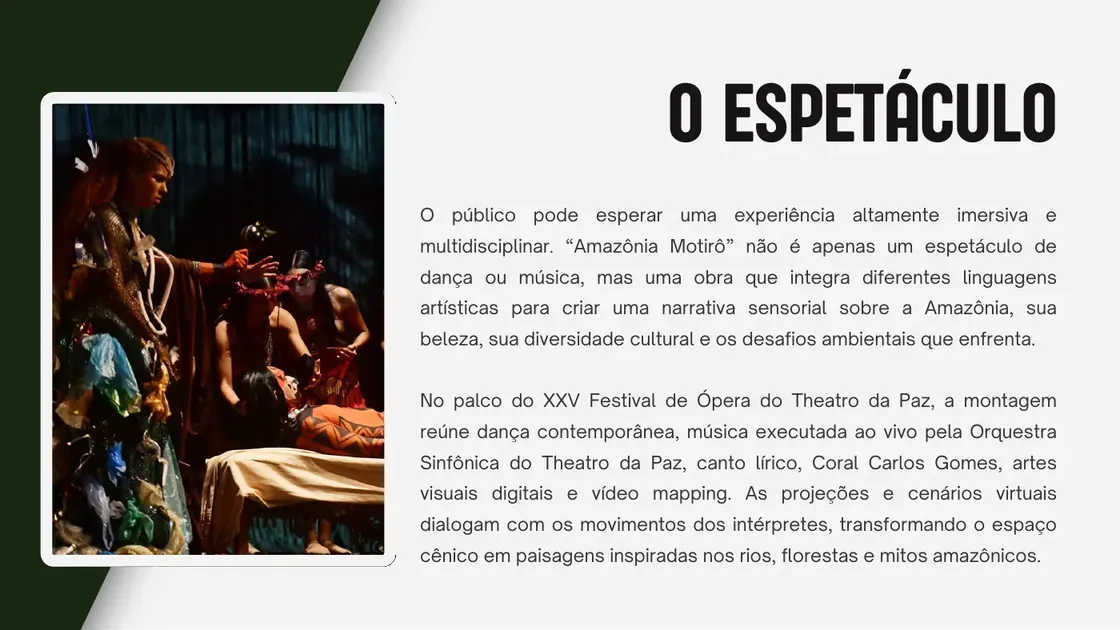 O ESPETÁCULO
O público pode esperar uma experiência altamente imersiva e
multidisciplinar. “Amazônia Motirô” não é apenas um espetáculo de
dança ou música, mas uma obra que integra diferentes linguagens
artísticas para criar uma narrativa sensorial sobre a Amazônia, sua
beleza, sua diversidade cultural e os desafios ambientais que enfrenta.
No palco do XXV Festival de Ópera do Theatro da Paz, a montagem
reúne dança contemporânea, música executada ao vivo pela Orquestra
Sinfônica do Theatro da Paz, canto lírico, Coral Carlos Gomes, artes
visuais digitais e vídeo mapping. As projeções e cenários virtuais
dialogam com os movimentos dos intérpretes, transformando o espaço
cênico em paisagens inspiradas nos rios, florestas e mitos amazônicos.